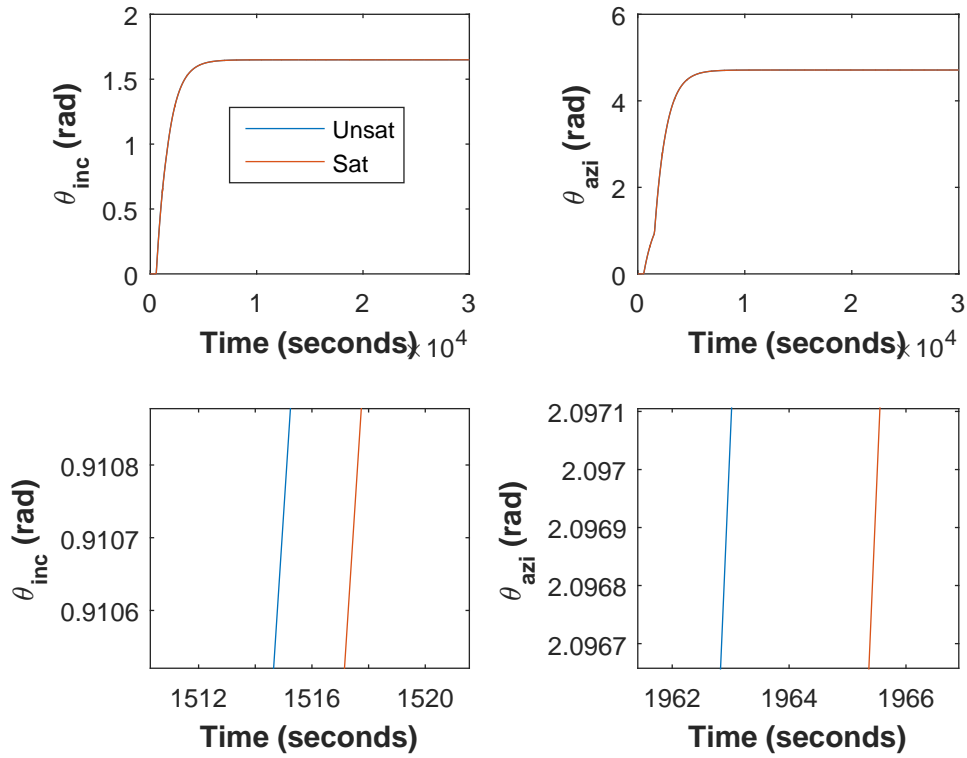 2
1.5
1
0.5
0
θinc (rad)
Unsat
Sat
0 1 2 3
Time (seconds) × 10^4
6
4
2
0
θazi (rad)
0 1 2 3
Time (seconds) × 10^4
0.9108
0.9107
0.9106
θinc (rad)
1512 1516 1520
Time (seconds)
2.0971
2.097
2.0969
2.0968
2.0967
θazi (rad)
1962 1964 1966
Time (seconds)